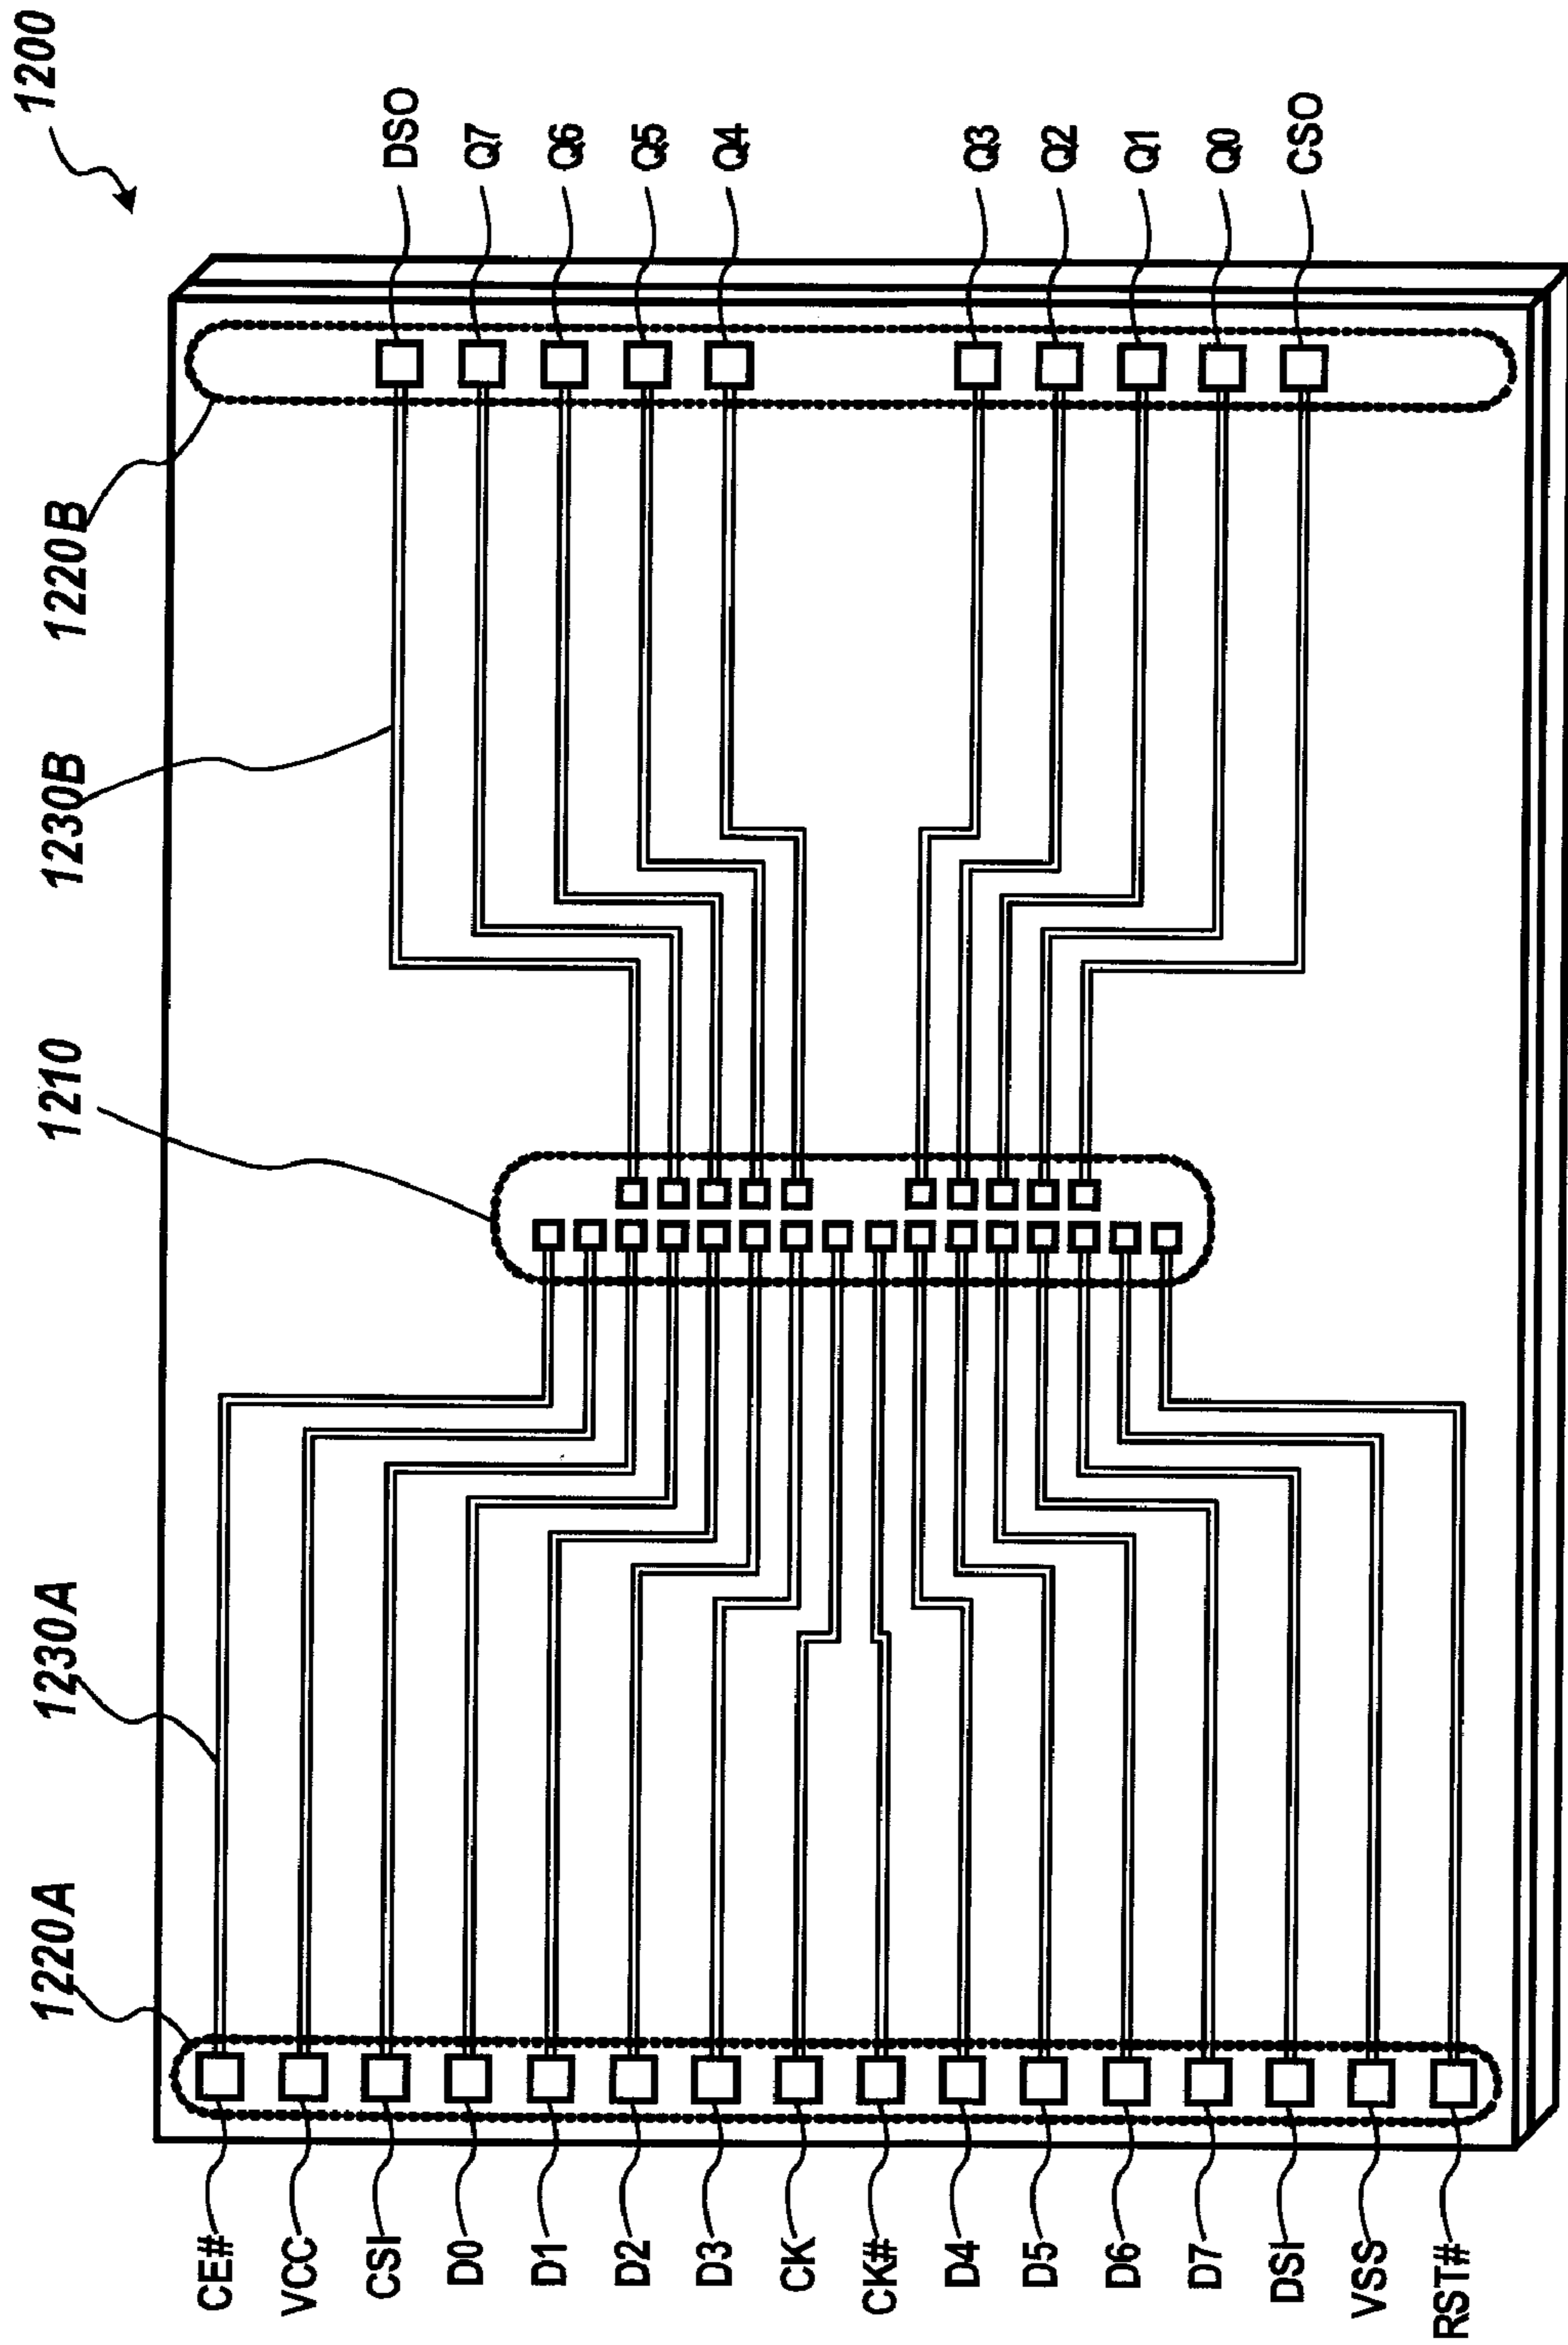 1200
DSO
Q7
Q6
Q5
Q4
Q3
Q2
Q1
Q0
CSO
1220B
1230B
1210
1230A
1220A
CE#
VCC
CSI
D0
D1
D2
D3
CK
CK#
D4
D5
D6
D7
DSI
VSS
RST#